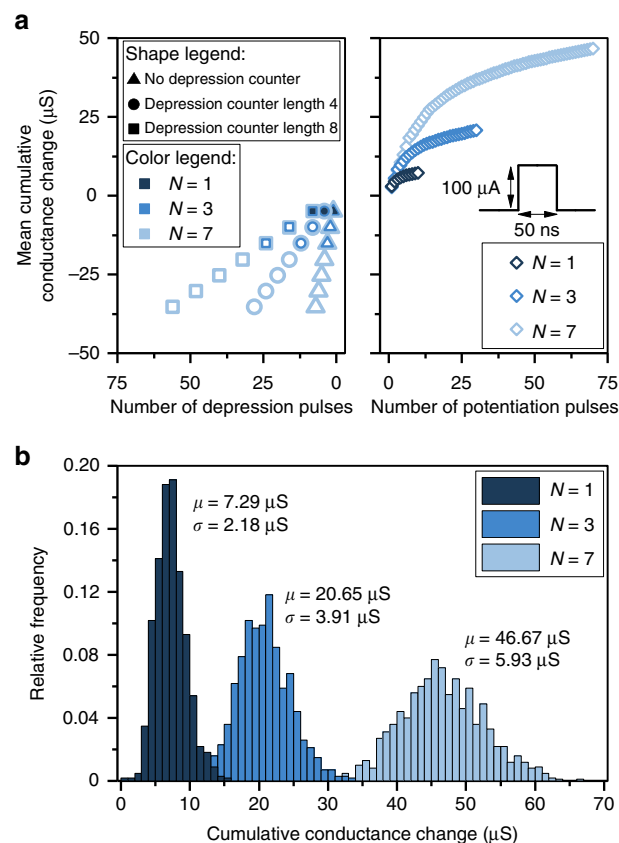 a
50
25
0
−25
−50
Mean cumulative
conductance change (µS)
Shape legend:
No depression counter
Depression counter length 4
Depression counter length 8
Color legend:
N = 1
N = 3
N = 7
75 50 25 0
Number of depression pulses
100 µA
50 ns
N = 1
N = 3
N = 7
0 25 50 75
Number of potentiation pulses
b
0.20
0.16
0.12
0.08
0.04
0
Relative frequency
μ = 7.29 µS
σ = 2.18 µS
μ = 20.65 µS
σ = 3.91 µS
μ = 46.67 µS
σ = 5.93 µS
N = 1
N = 3
N = 7
0 10 20 30 40 50 60 70
Cumulative conductance change (µS)